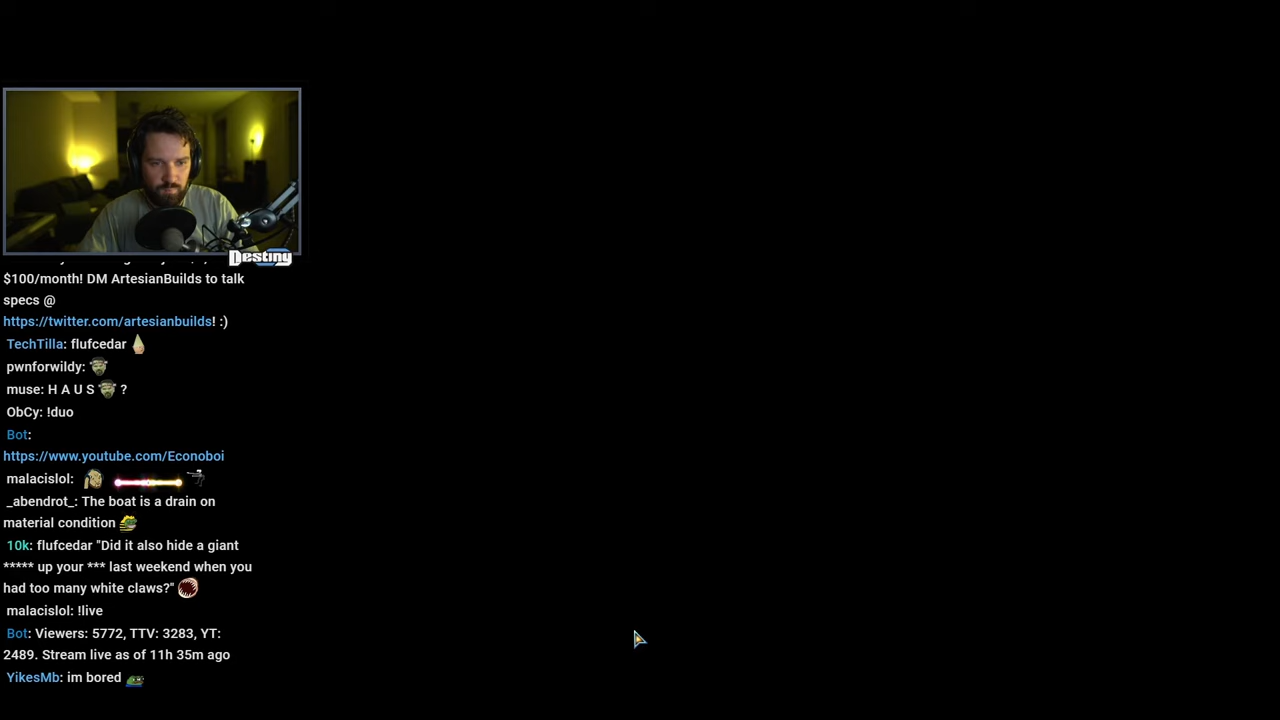 Destiny
$100/month! DM ArtesianBuilds to talk
specs @
https://twitter.com/artesianbuilds! :)
TechTilla: flufcedar
pwnforwildy:
muse: H A U S ?
ObCy: !duo
Bot:
https://www.youtube.com/Econoboi
malacislol:
_abendrot_: The boat is a drain on
material condition
10k: flufcedar "Did it also hide a giant
***** up your *** last weekend when you
had too many white claws?"
malacislol: !live
Bot: Viewers: 5772, TTV: 3283, YT:
2489. Stream live as of 11h 35m ago
YikesMb: im bored